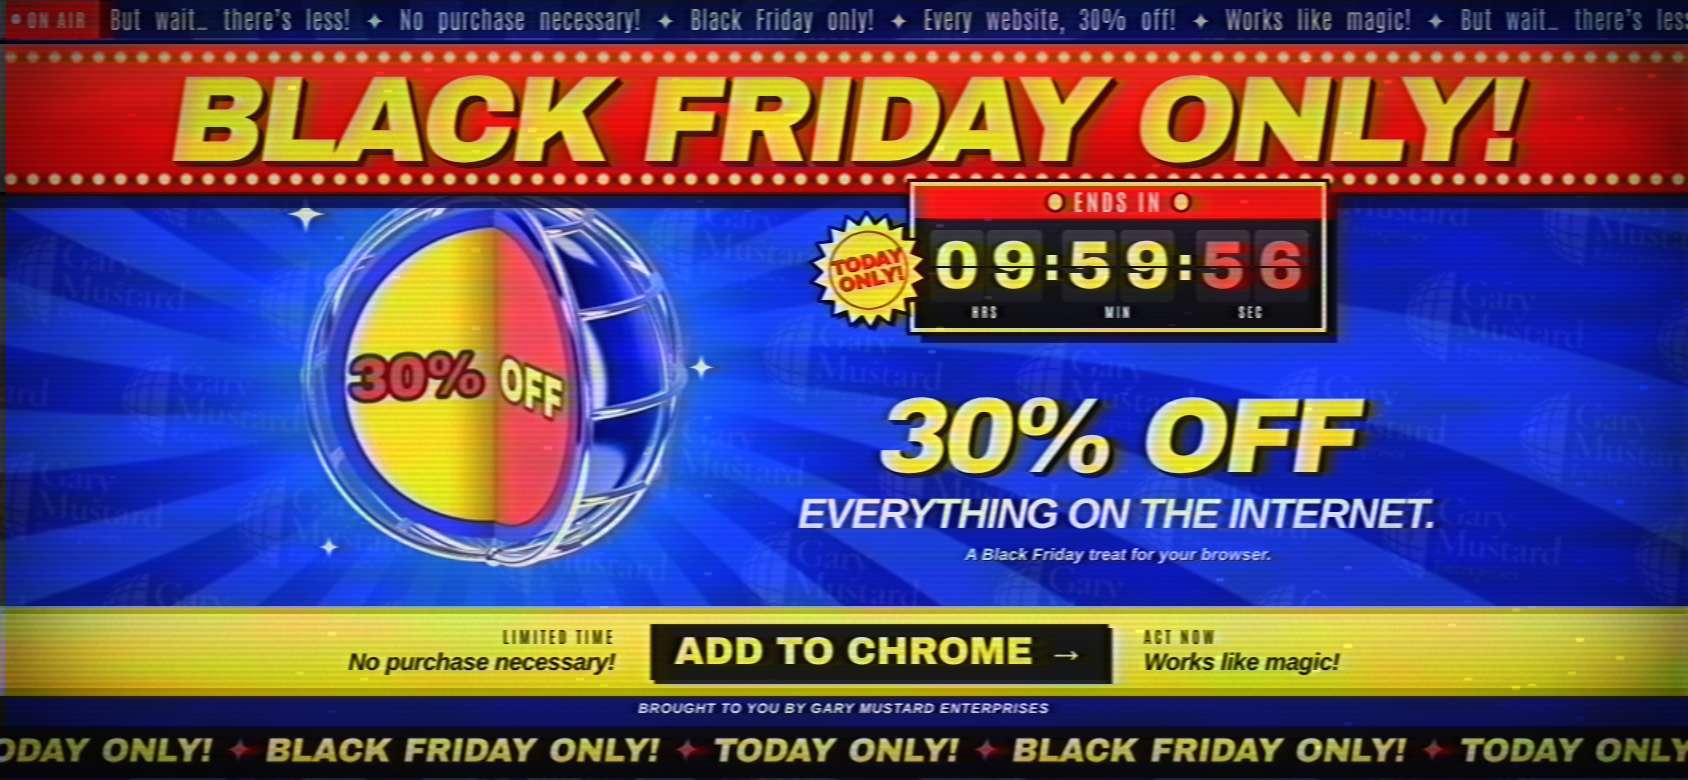 ON AIR But wait… there's less! ✦ No purchase necessary! ✦ Black Friday only! ✦ Every website, 30% off! ✦ Works like magic! ✦ But wait… there's less
BLACK FRIDAY ONLY!
ENDS IN
TODAY ONLY!
09:59:56
HRS MIN SEC
30% OFF
30% OFF
EVERYTHING ON THE INTERNET.
A Black Friday treat for your browser.
Gary Mustard
LIMITED TIME
No purchase necessary!
ADD TO CHROME →
ACT NOW
Works like magic!
BROUGHT TO YOU BY GARY MUSTARD ENTERPRISES
ODAY ONLY! ✦ BLACK FRIDAY ONLY! ✦ TODAY ONLY! ✦ BLACK FRIDAY ONLY! ✦ TODAY ONLY